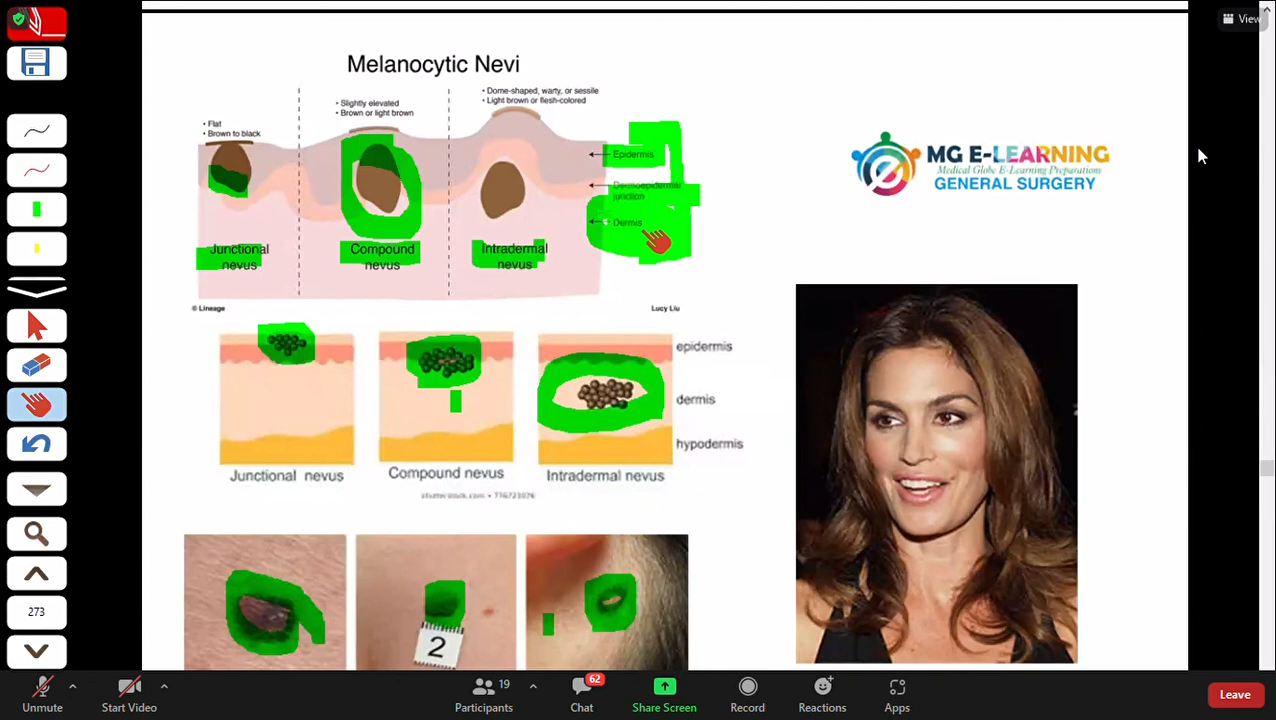 View
Melanocytic Nevi
• Flat
• Brown to black
• Slightly elevated
• Brown or light brown
• Dome-shaped, warty, or sessile
• Light brown or flesh-colored
Epidermis
Dermoepidermal
junction
Dermis
Junctional
nevus
Compound
nevus
Intradermal
nevus
© Lineage
Lucy Liu
MG E-LEARNING
Medical Globe E-Learning Preparations
GENERAL SURGERY
epidermis
dermis
hypodermis
Junctional nevus
Compound nevus
Intradermal nevus
2
273
Unmute
Start Video
Participants
19
Chat
62
Share Screen
Record
Reactions
Apps
Leave